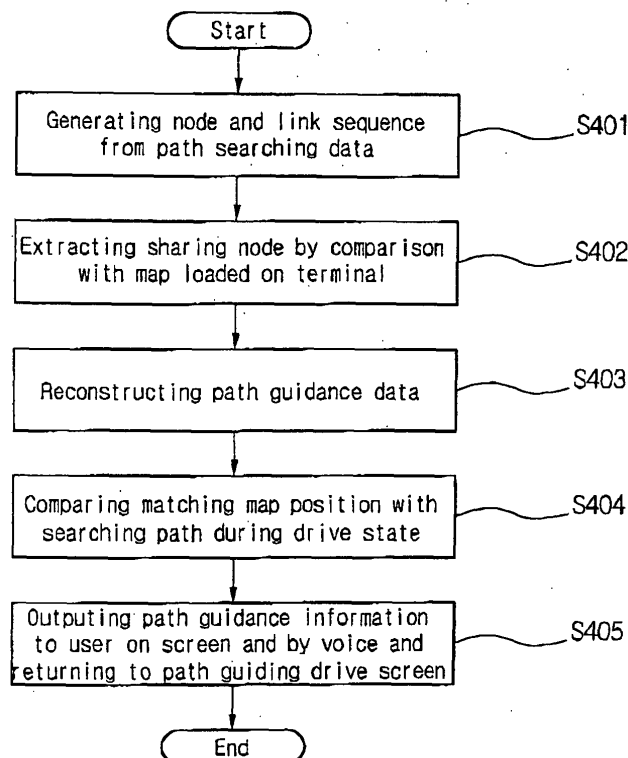 Start
Generating node and link sequence
from path searching data
S401
Extracting sharing node by comparison
with map loaded on terminal
S402
Reconstructing path guidance data
S403
Comparing matching map position with
searching path during drive state
S404
Outputing path guidance information
to user on screen and by voice and
returning to path guiding drive screen
S405
End